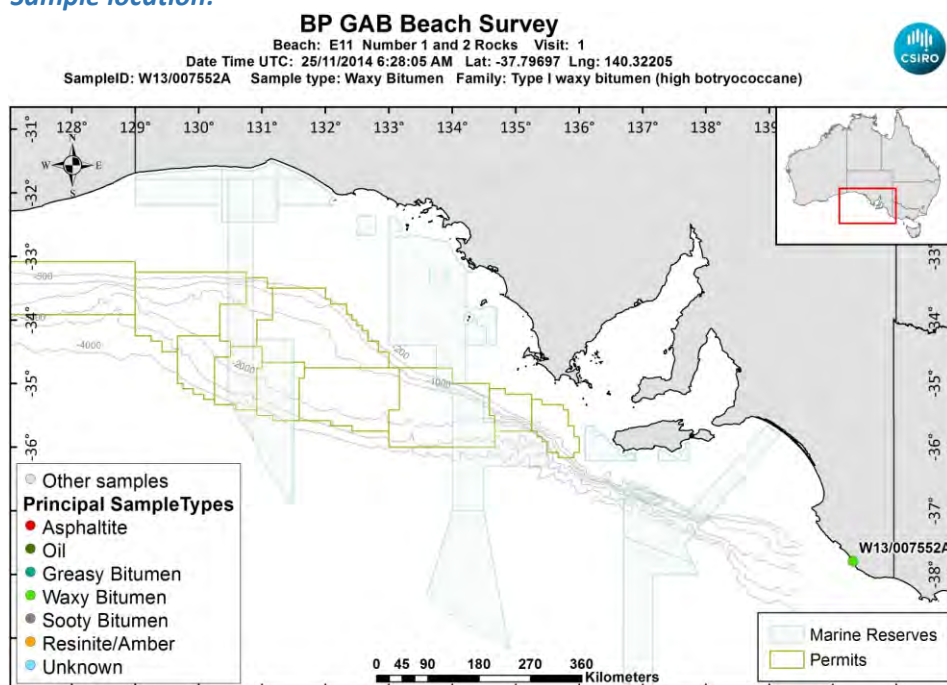 Sample location:
BP GAB Beach Survey
Beach: E11 Number 1 and 2 Rocks Visit: 1
Date Time UTC: 25/11/2014 6:28:05 AM Lat: -37.79697 Lng: 140.32205
SampleID: W13/007552A Sample type: Waxy Bitumen Family: Type I waxy bitumen (high botryococcane)
CSIRO
128° 129° 130° 131° 132° 133° 134° 135° 136° 137° 138° 139
-31°
-32°
-33°
-34°
-35°
-36°
-37°
-38°
N
W E
S
-33°
-34°
-35°
-36°
-37°
-38°
-4000
-2000
-200
-1000
W13/007552A
Other samples
Principal SampleTypes
Asphaltite
Oil
Greasy Bitumen
Waxy Bitumen
Sooty Bitumen
Resinite/Amber
Unknown
0 45 90 180 270 360
Kilometers
Marine Reserves
Permits